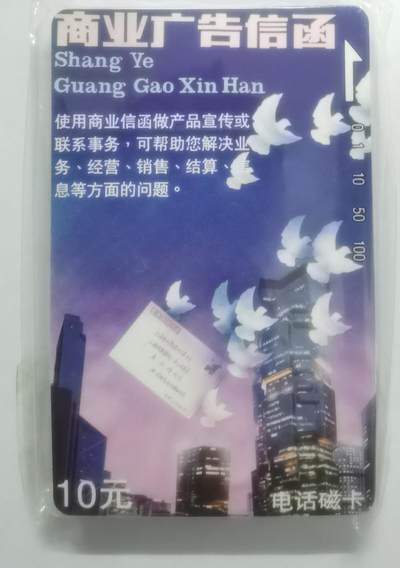 商业广告信函
Shang Ye
Guang Gao Xin Han
使用商业信函做产品宣传或
联系事务，可帮助您解决业
务、经营、销售、结算、
息等方面的问题。
0
1
10
50
100
10元
电话磁卡